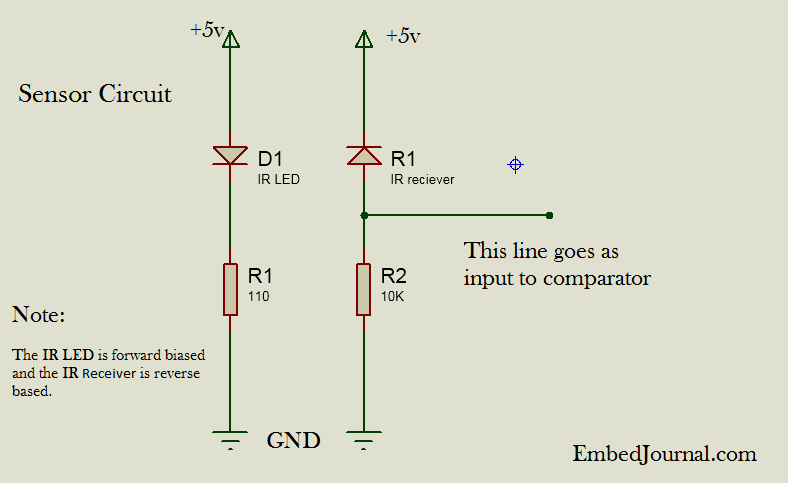 +5v
+5v
Sensor Circuit
D1
IR LED
R1
IR reciever
This line goes as
input to comparator
R1
110
R2
10K
Note:
The IR LED is forward biased
and the IR Receiver is reverse
based.
GND
EmbedJournal.com